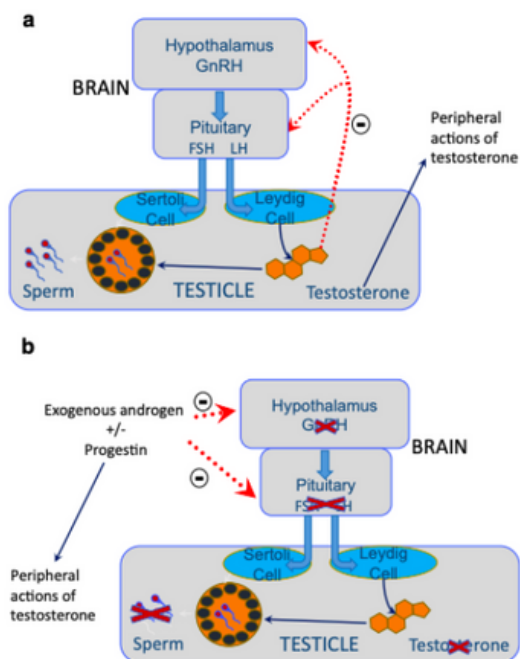 a
Hypothalamus
GnRH
BRAIN
Pituitary
FSH LH
Peripheral
actions of
testosterone
⊖
Sertoli
Cell
Leydig
Cell
Sperm
TESTICLE
Testosterone
b
Exogenous androgen
+/-
Progestin
⊖
⊖
Hypothalamus
BRAIN
Pituitary
Peripheral
actions of
testosterone
Sertoli
Cell
Leydig
Cell
Sperm
TESTICLE
Testosterone